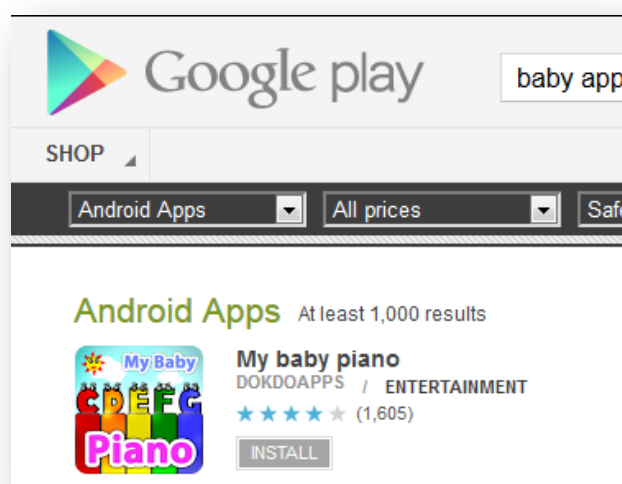 Google play
baby app
SHOP
Android Apps
All prices
Safe
Android Apps At least 1,000 results
My Baby
CDEFG
Piano
My baby piano
DOKDOAPPS / ENTERTAINMENT
(1,605)
INSTALL